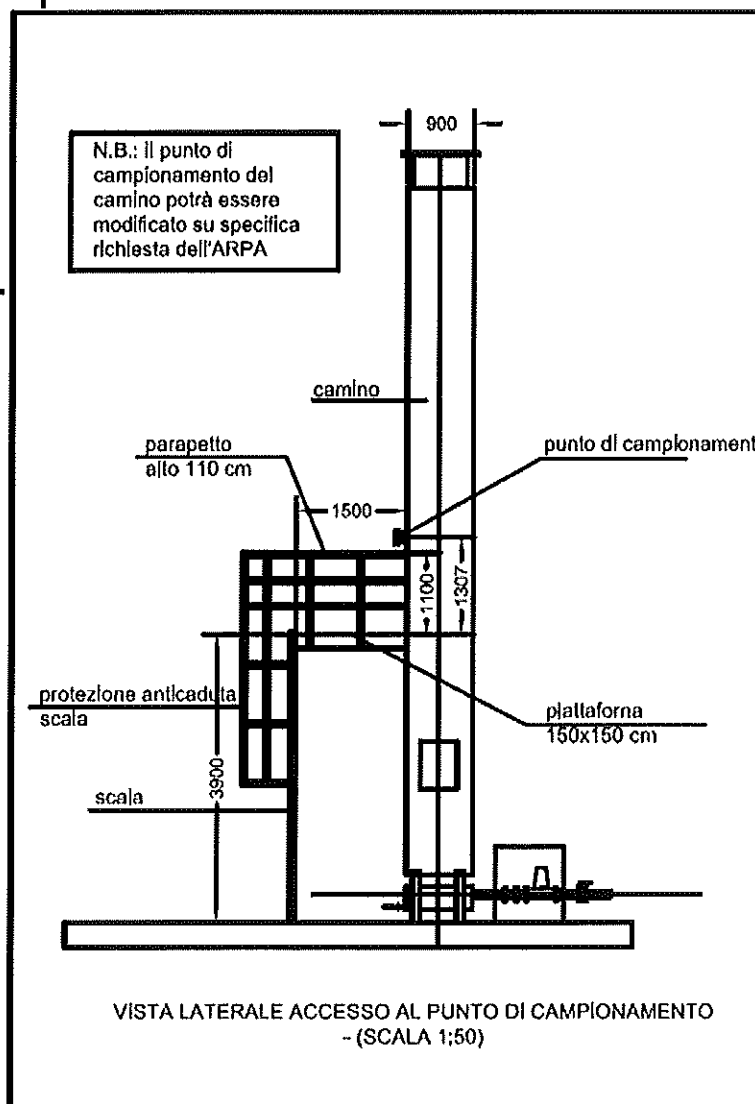 900
N.B.: il punto di
campionamento del
camino potrà essere
modificato su specifica
richiesta dell'ARPA
camino
parapetto
alto 110 cm
punto di campionament
1500
1100
1307
protezione anticaduta
scala
piattaforna
150x150 cm
3900
scala
VISTA LATERALE ACCESSO AL PUNTO DI CAMPIONAMENTO
- (SCALA 1:50)